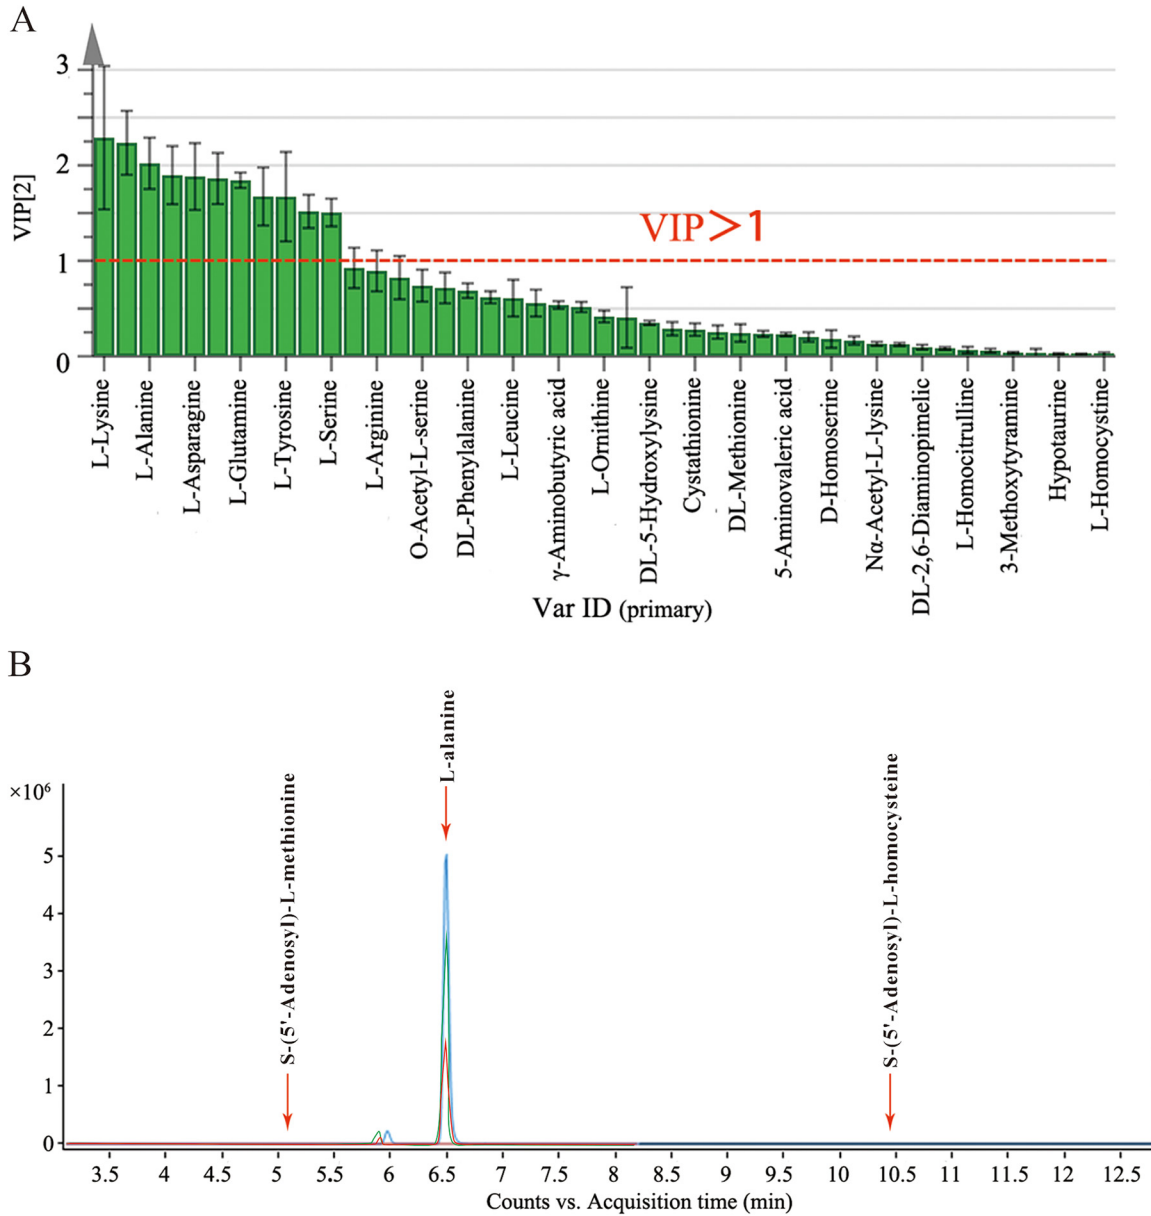 A
3
2
1
0
VIP[2]
VIP>1
L-Lysine
L-Alanine
L-Asparagine
L-Glutamine
L-Tyrosine
L-Serine
L-Arginine
O-Acetyl-L-serine
DL-Phenylalanine
L-Leucine
γ-Aminobutyric acid
L-Ornithine
DL-5-Hydroxylysine
Cystathionine
DL-Methionine
5-Aminovaleric acid
D-Homoserine
Nα-Acetyl-L-lysine
DL-2,6-Diaminopimelic
L-Homocitrulline
3-Methoxytyramine
Hypotaurine
L-Homocystine
Var ID (primary)
B
×10⁶
5
4
3
2
1
0
S-(5'-Adenosyl)-L-methionine
L-alanine
S-(5'-Adenosyl)-L-homocysteine
3.5 4 4.5 5 5.5 6 6.5 7 7.5 8 8.5 9 9.5 10 10.5 11 11.5 12 12.5
Counts vs. Acquisition time (min)